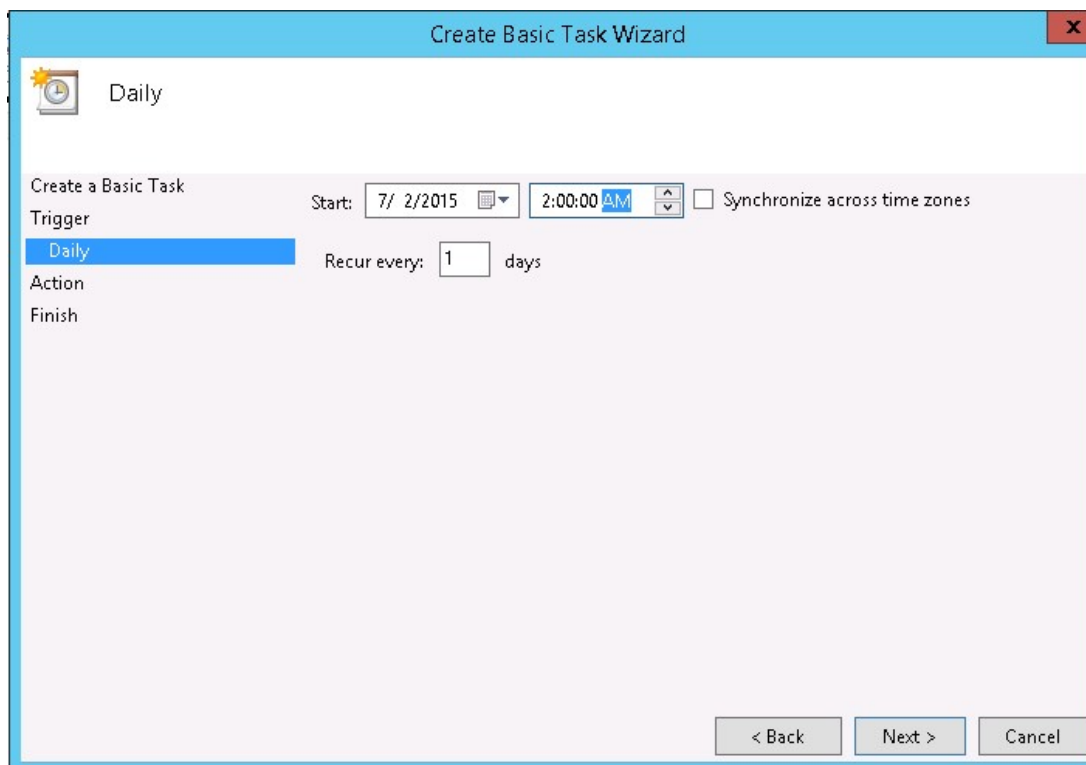 Create Basic Task Wizard
x
Daily
Create a Basic Task
Trigger
Daily
Action
Finish
Start: 7/ 2/2015 2:00:00 AM Synchronize across time zones
Recur every: 1 days
< Back Next > Cancel